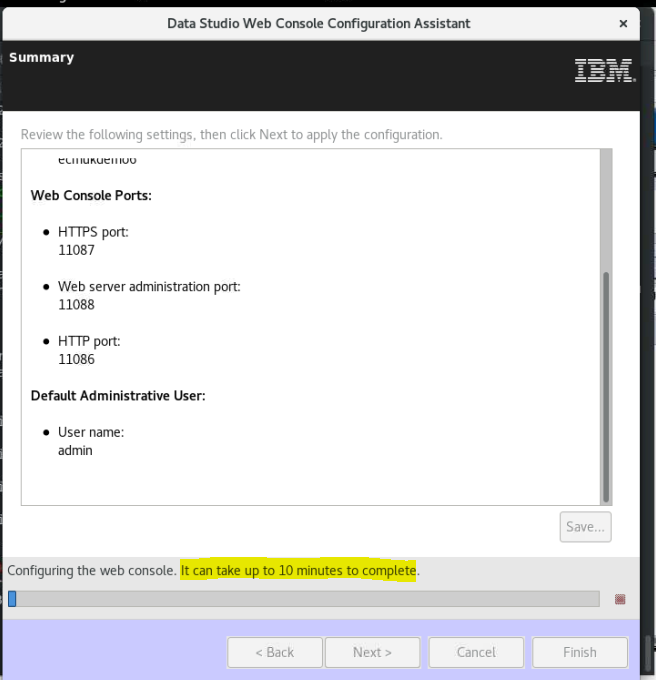 Data Studio Web Console Configuration Assistant
×
Summary
IBM.
Review the following settings, then click Next to apply the configuration.
ecmukdemo6
Web Console Ports:
• HTTPS port:
11087
• Web server administration port:
11088
• HTTP port:
11086
Default Administrative User:
• User name:
admin
Save...
Configuring the web console. It can take up to 10 minutes to complete.
< Back
Next >
Cancel
Finish